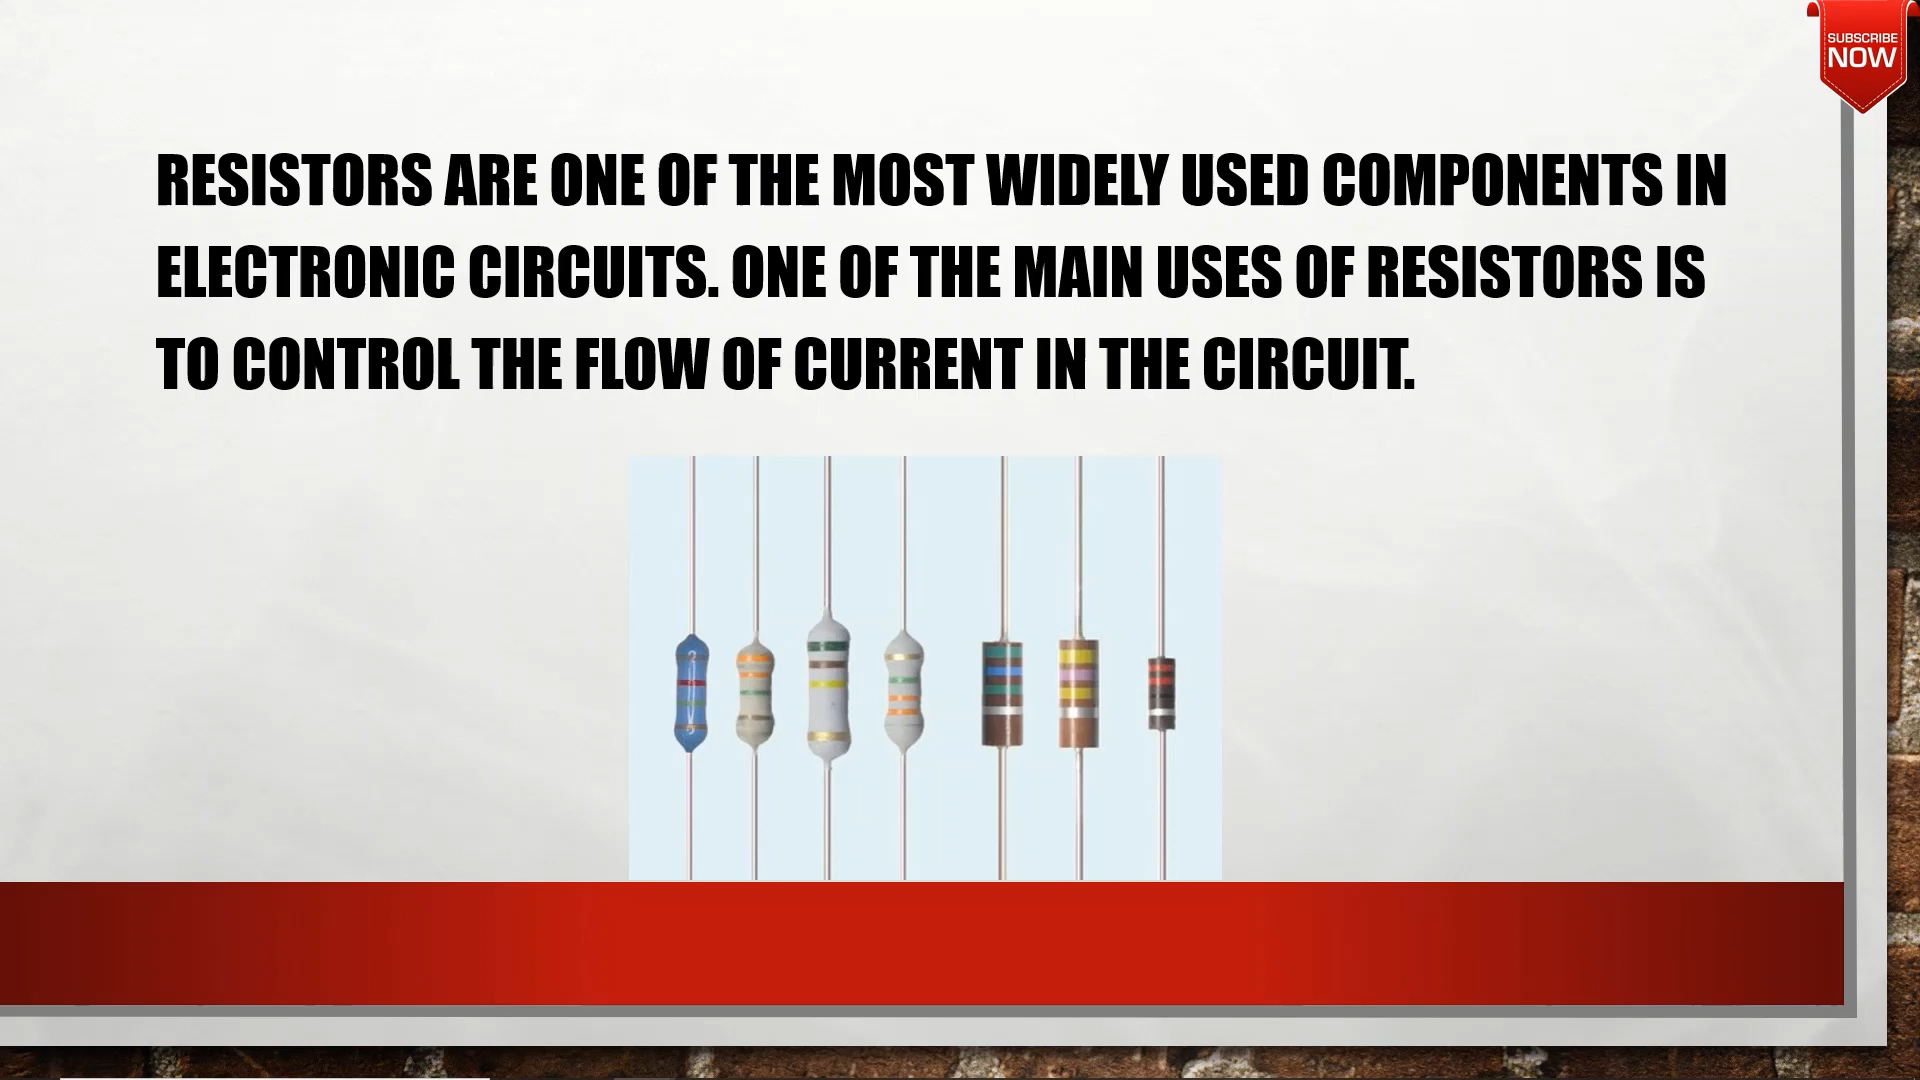 SUBSCRIBE
NOW
RESISTORS ARE ONE OF THE MOST WIDELY USED COMPONENTS IN
ELECTRONIC CIRCUITS. ONE OF THE MAIN USES OF RESISTORS IS
TO CONTROL THE FLOW OF CURRENT IN THE CIRCUIT.